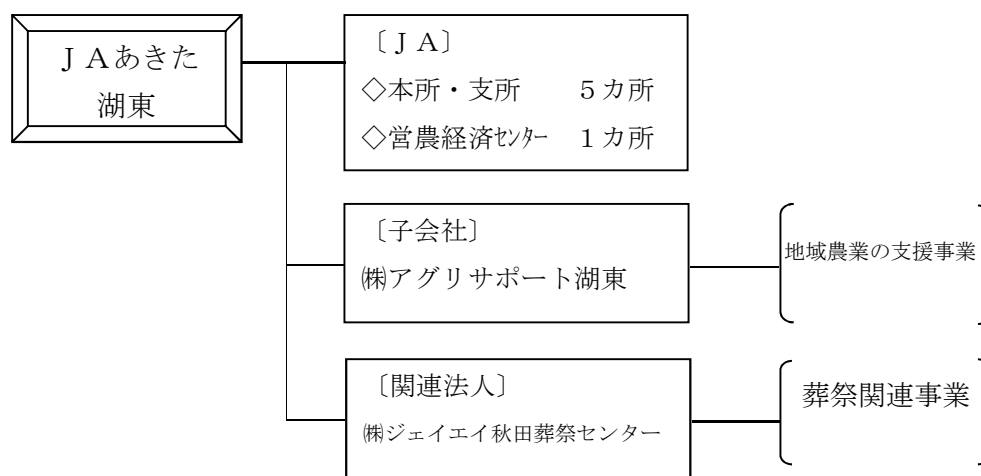 ＪＡあきた
湖東
〔ＪＡ〕
◇本所・支所　　５カ所
◇営農経済ｾﾝﾀｰ　１カ所
〔子会社〕
㈱アグリサポート湖東
地域農業の支援事業
〔関連法人〕
㈱ジェイエイ秋田葬祭センター
葬祭関連事業